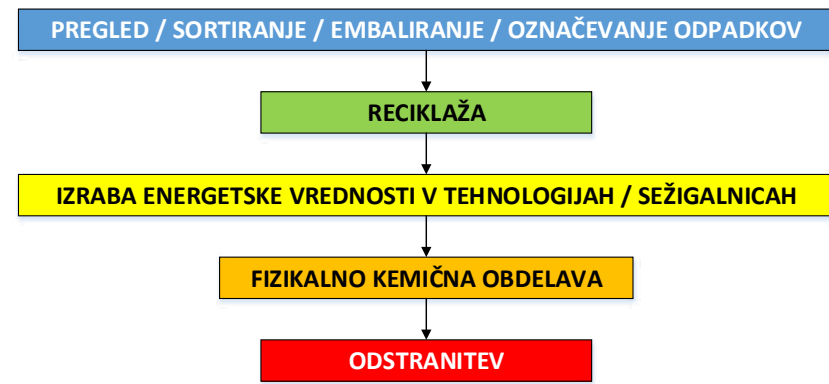 PREGLED / SORTIRANJE / EMBALIRANJE / OZNAČEVANJE ODPADKOV
RECIKLAŽA
IZRABA ENERGETSKE VREDNOSTI V TEHNOLOGIJAH / SEŽIGALNICAH
FIZIKALNO KEMIČNA OBDELAVA
ODSTRANITEV